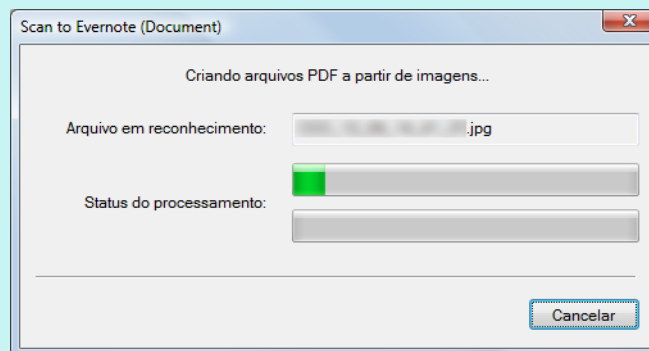 Scan to Evernote (Document)
Criando arquivos PDF a partir de imagens...
Arquivo em reconhecimento:
.jpg
Status do processamento:
Cancelar